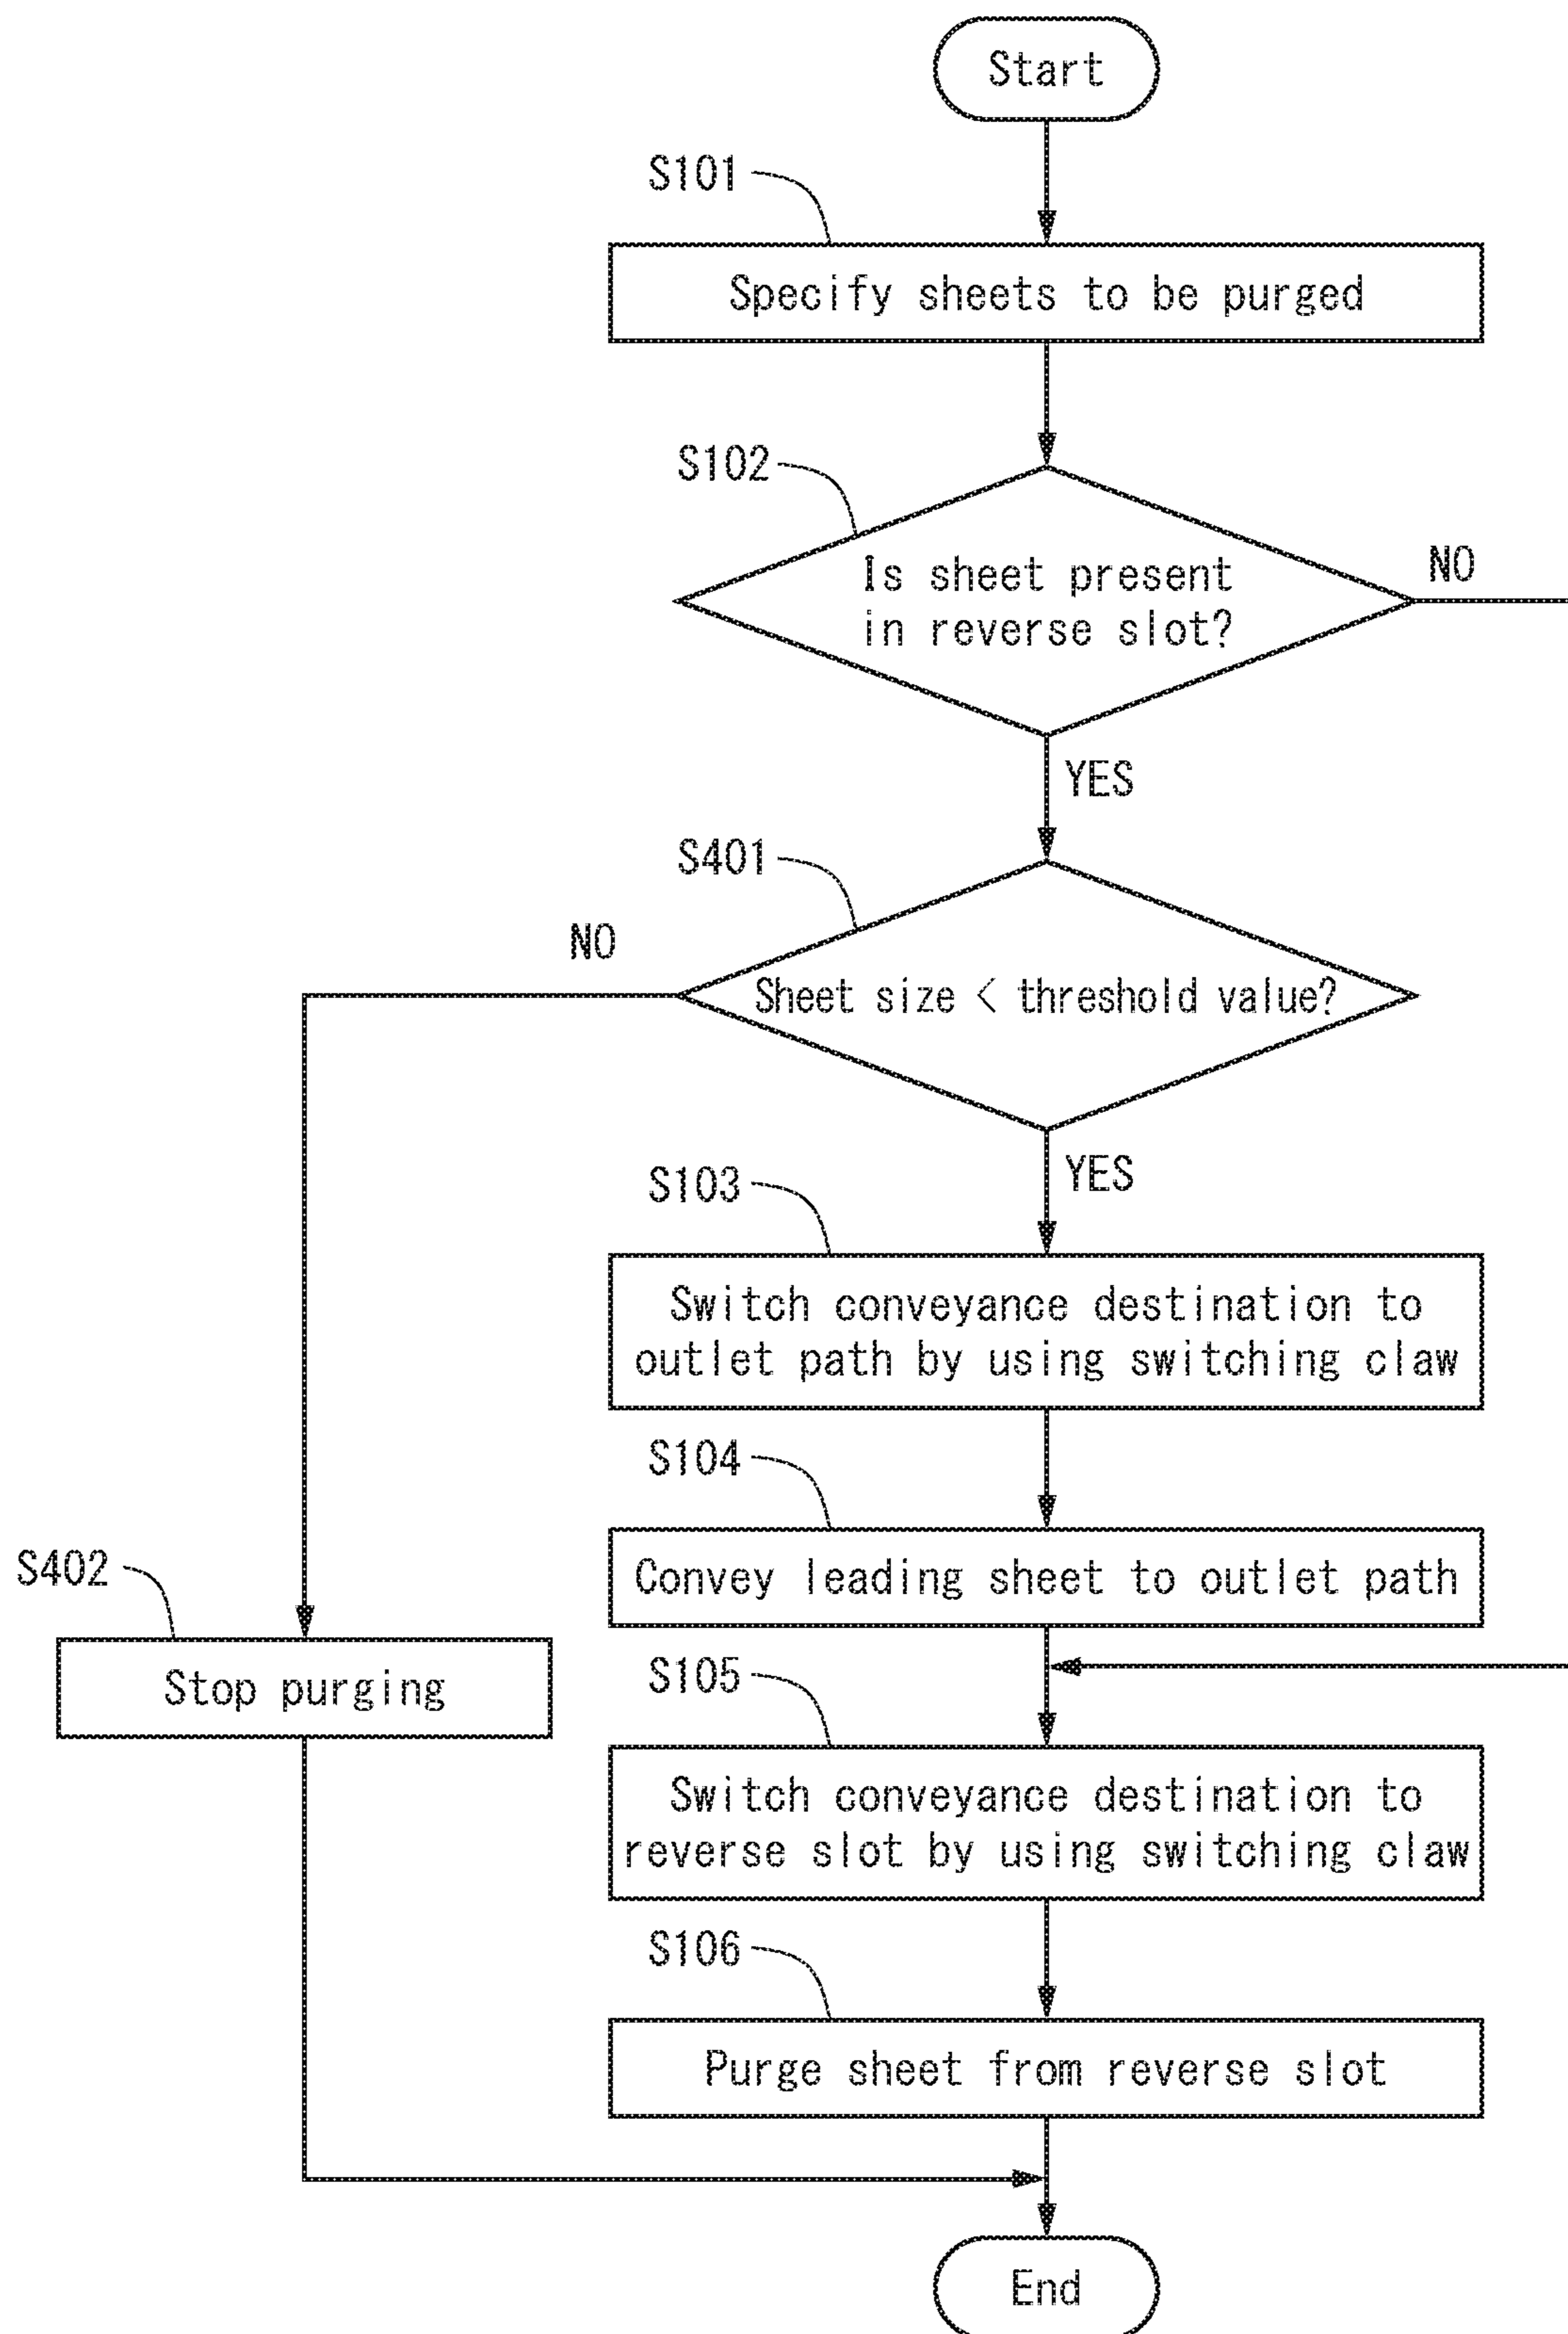 Start
S101
Specify sheets to be purged
S102
Is sheet present
in reverse slot?
NO
YES
S401
NO
Sheet size < threshold value?
YES
S103
Switch conveyance destination to
outlet path by using switching claw
S104
Convey leading sheet to outlet path
S402
Stop purging
S105
Switch conveyance destination to
reverse slot by using switching claw
S106
Purge sheet from reverse slot
End